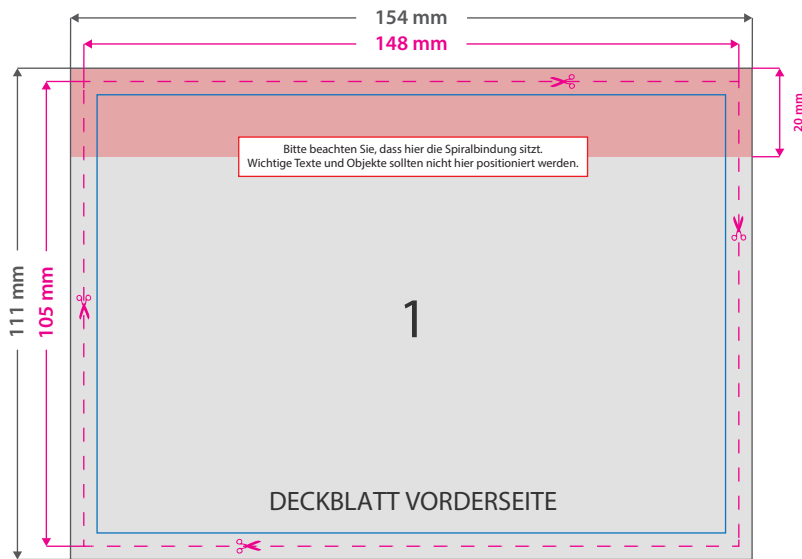 154 mm
148 mm
20 mm
Bitte beachten Sie, dass hier die Spiralbindung sitzt.
Wichtige Texte und Objekte sollten nicht hier positioniert werden.
111 mm
105 mm
1
DECKBLATT VORDERSEITE